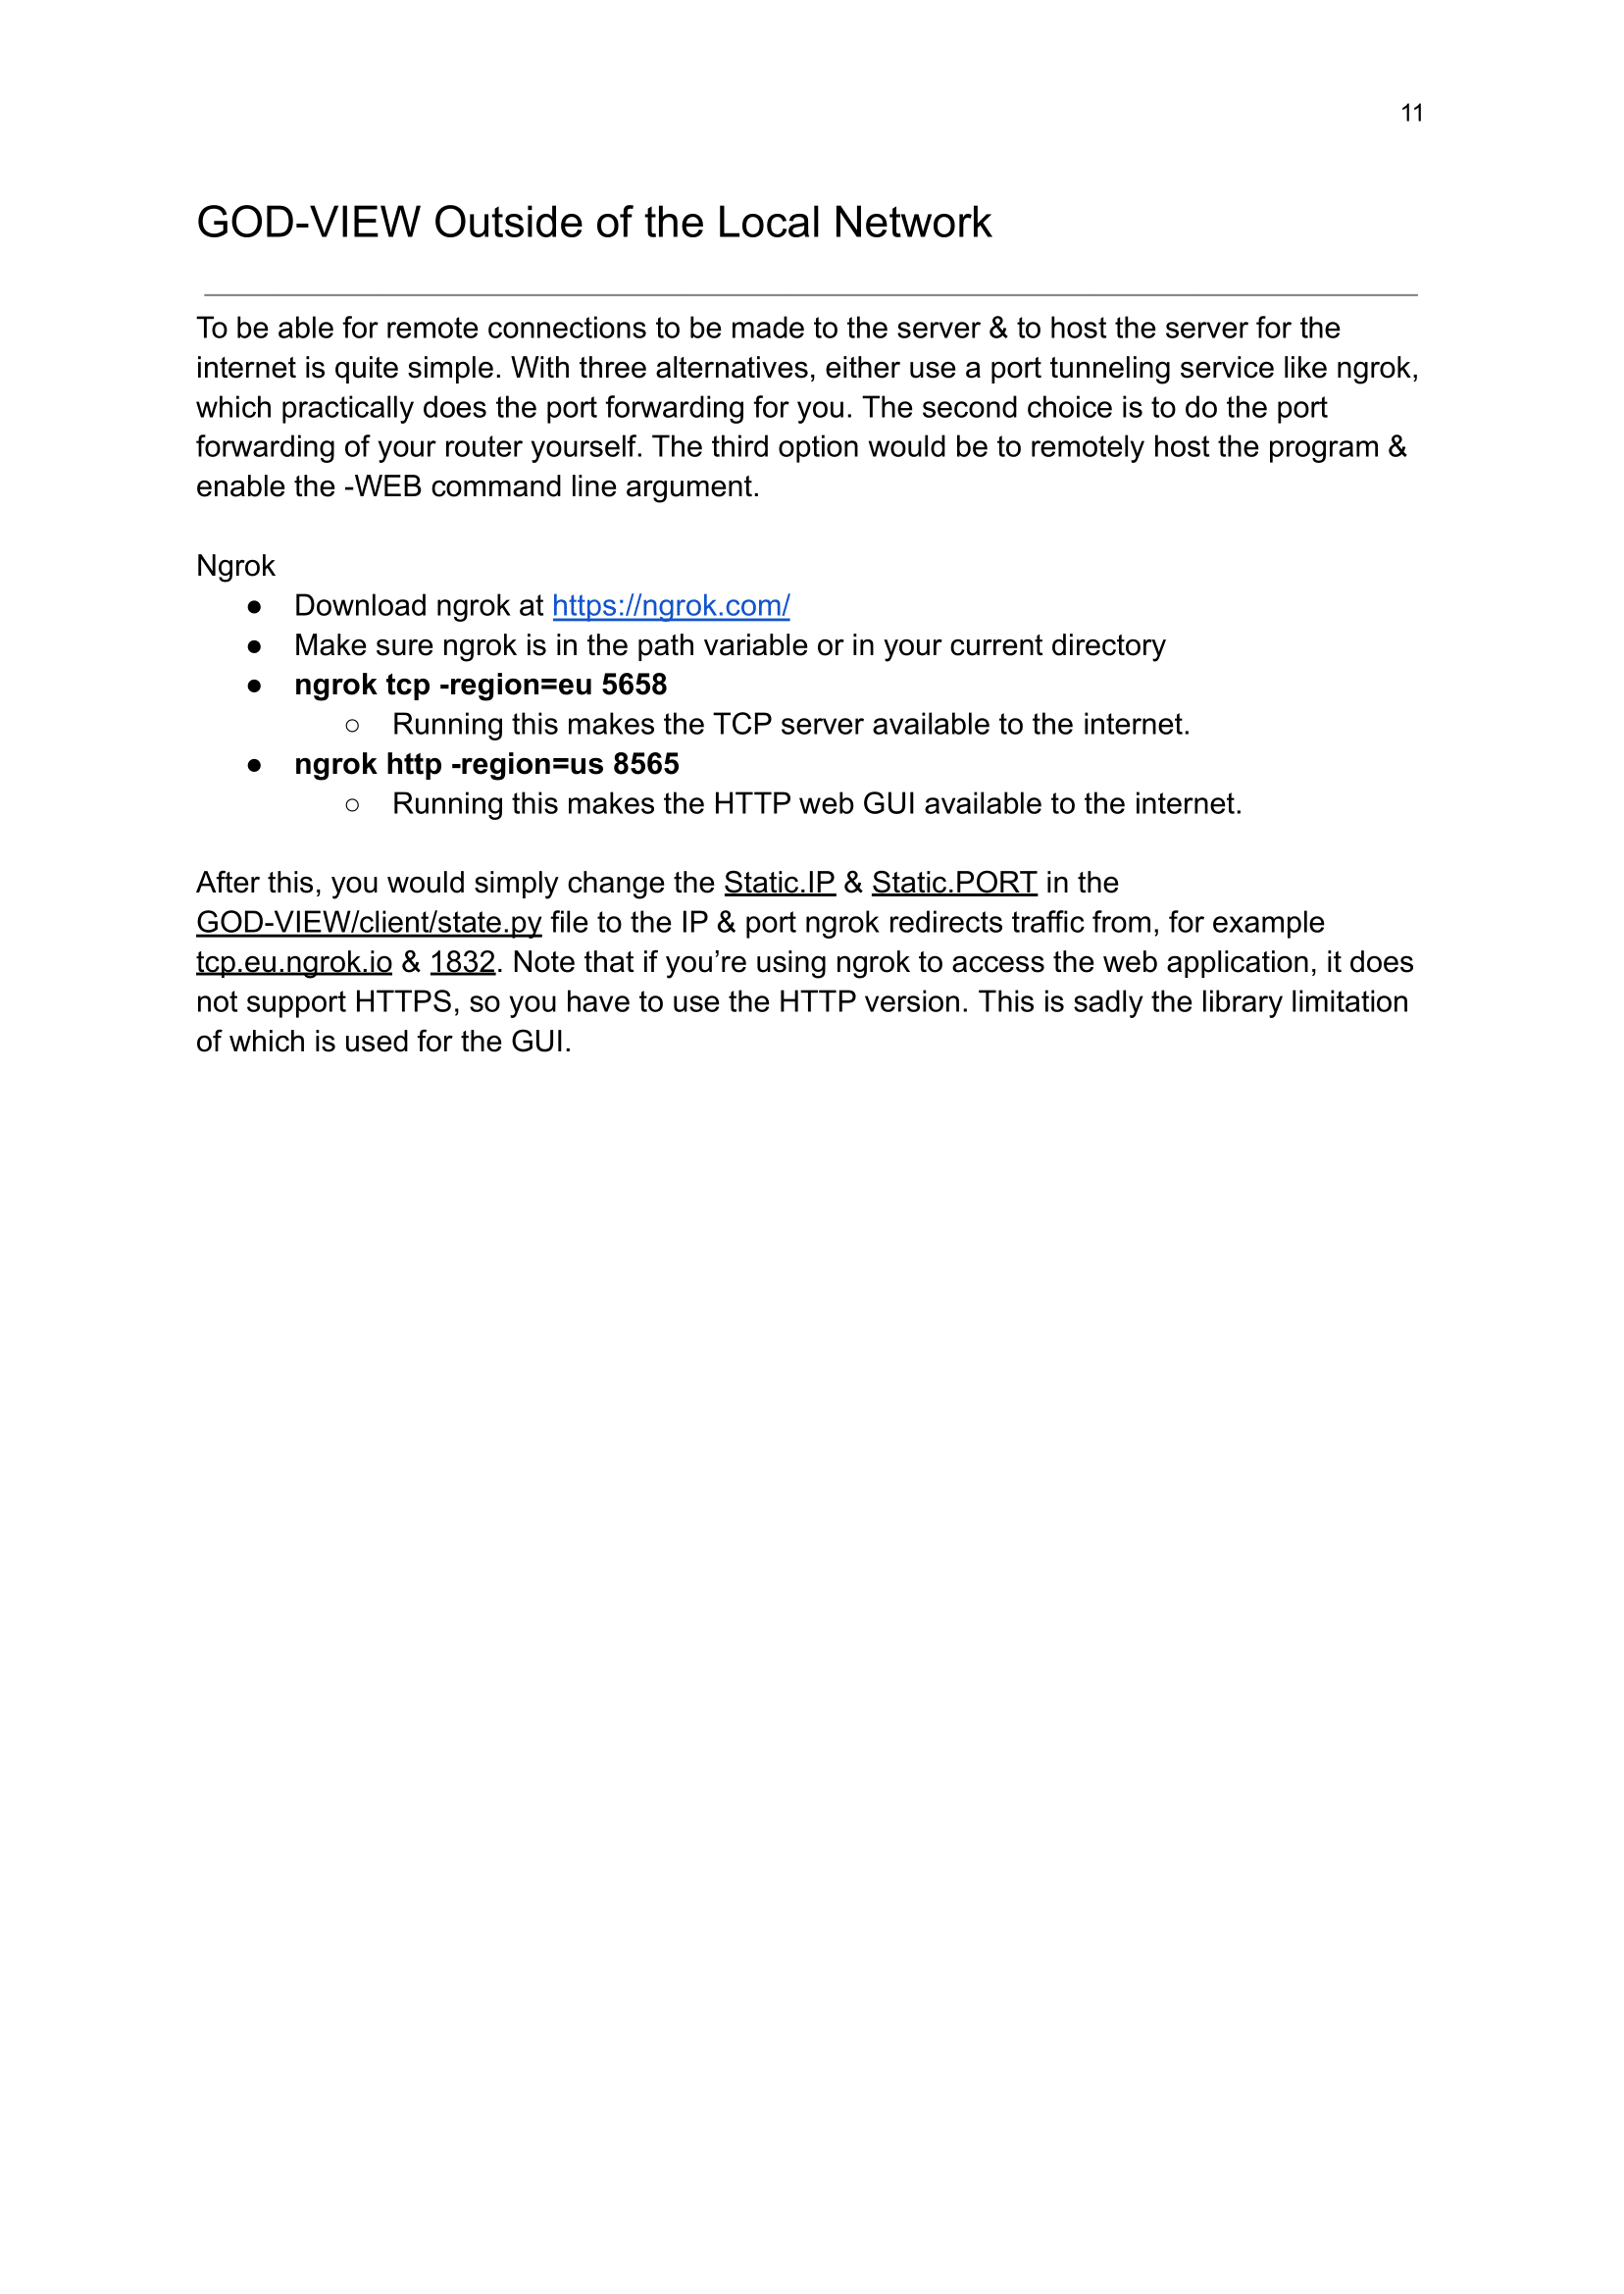 11
GOD-VIEW Outside of the Local Network
To be able for remote connections to be made to the server & to host the server for the
internet is quite simple. With three alternatives, either use a port tunneling service like ngrok,
which practically does the port forwarding for you. The second choice is to do the port
forwarding of your router yourself. The third option would be to remotely host the program &
enable the -WEB command line argument.
Ngrok
● Download ngrok at https://ngrok.com/
● Make sure ngrok is in the path variable or in your current directory
● ngrok tcp -region=eu 5658
○ Running this makes the TCP server available to the internet.
● ngrok http -region=us 8565
○ Running this makes the HTTP web GUI available to the internet.
After this, you would simply change the Static.IP & Static.PORT in the
GOD-VIEW/client/state.py file to the IP & port ngrok redirects traffic from, for example
tcp.eu.ngrok.io & 1832. Note that if you’re using ngrok to access the web application, it does
not support HTTPS, so you have to use the HTTP version. This is sadly the library limitation
of which is used for the GUI.